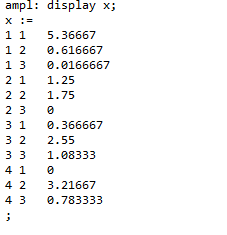 ampl: display x;
x :=
1 1   5.36667
1 2   0.616667
1 3   0.0166667
2 1   1.25
2 2   1.75
2 3   0
3 1   0.366667
3 2   2.55
3 3   1.08333
4 1   0
4 2   3.21667
4 3   0.783333
;